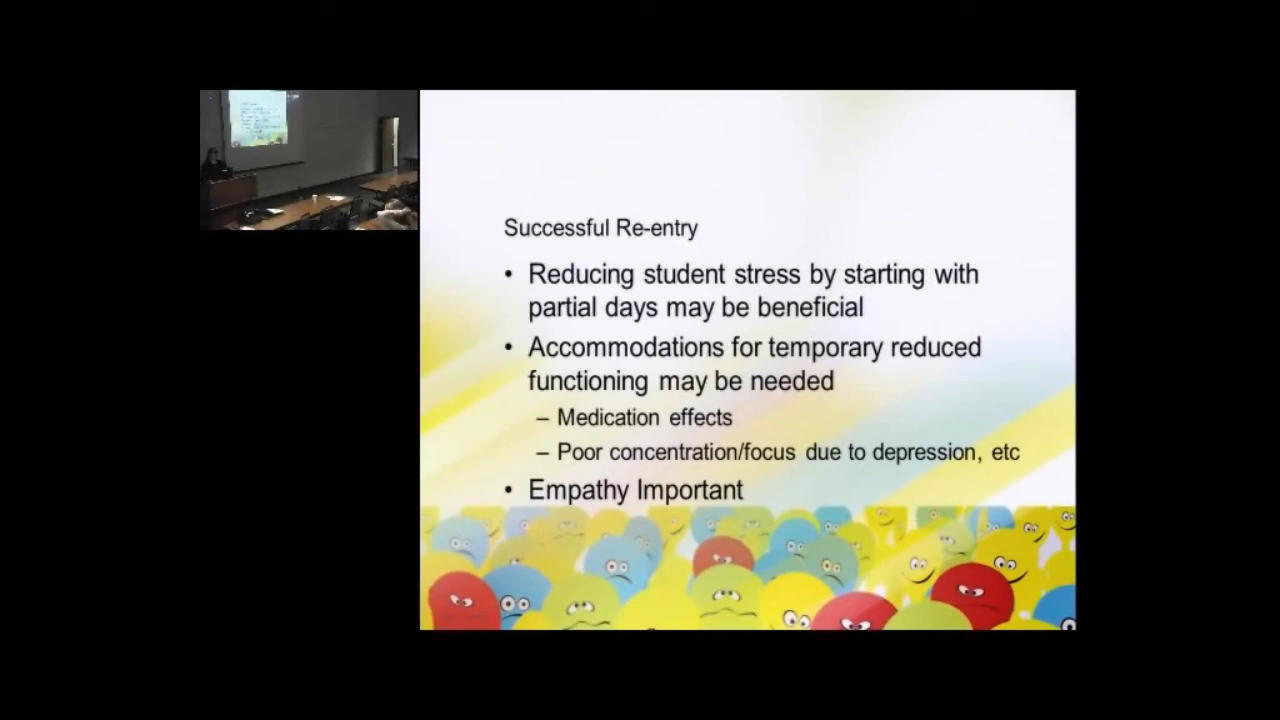 Successful Re-entry
• Reducing student stress by starting with
partial days may be beneficial
• Accommodations for temporary reduced
functioning may be needed
– Medication effects
– Poor concentration/focus due to depression, etc
• Empathy Important